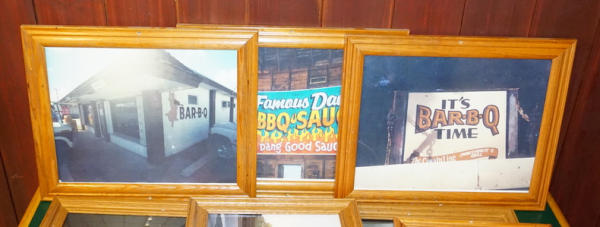 BAR-B-Q
Famous Da
BBQ SAUC
Dang Good Sauc
IT'S
BAR-B-Q
TIME